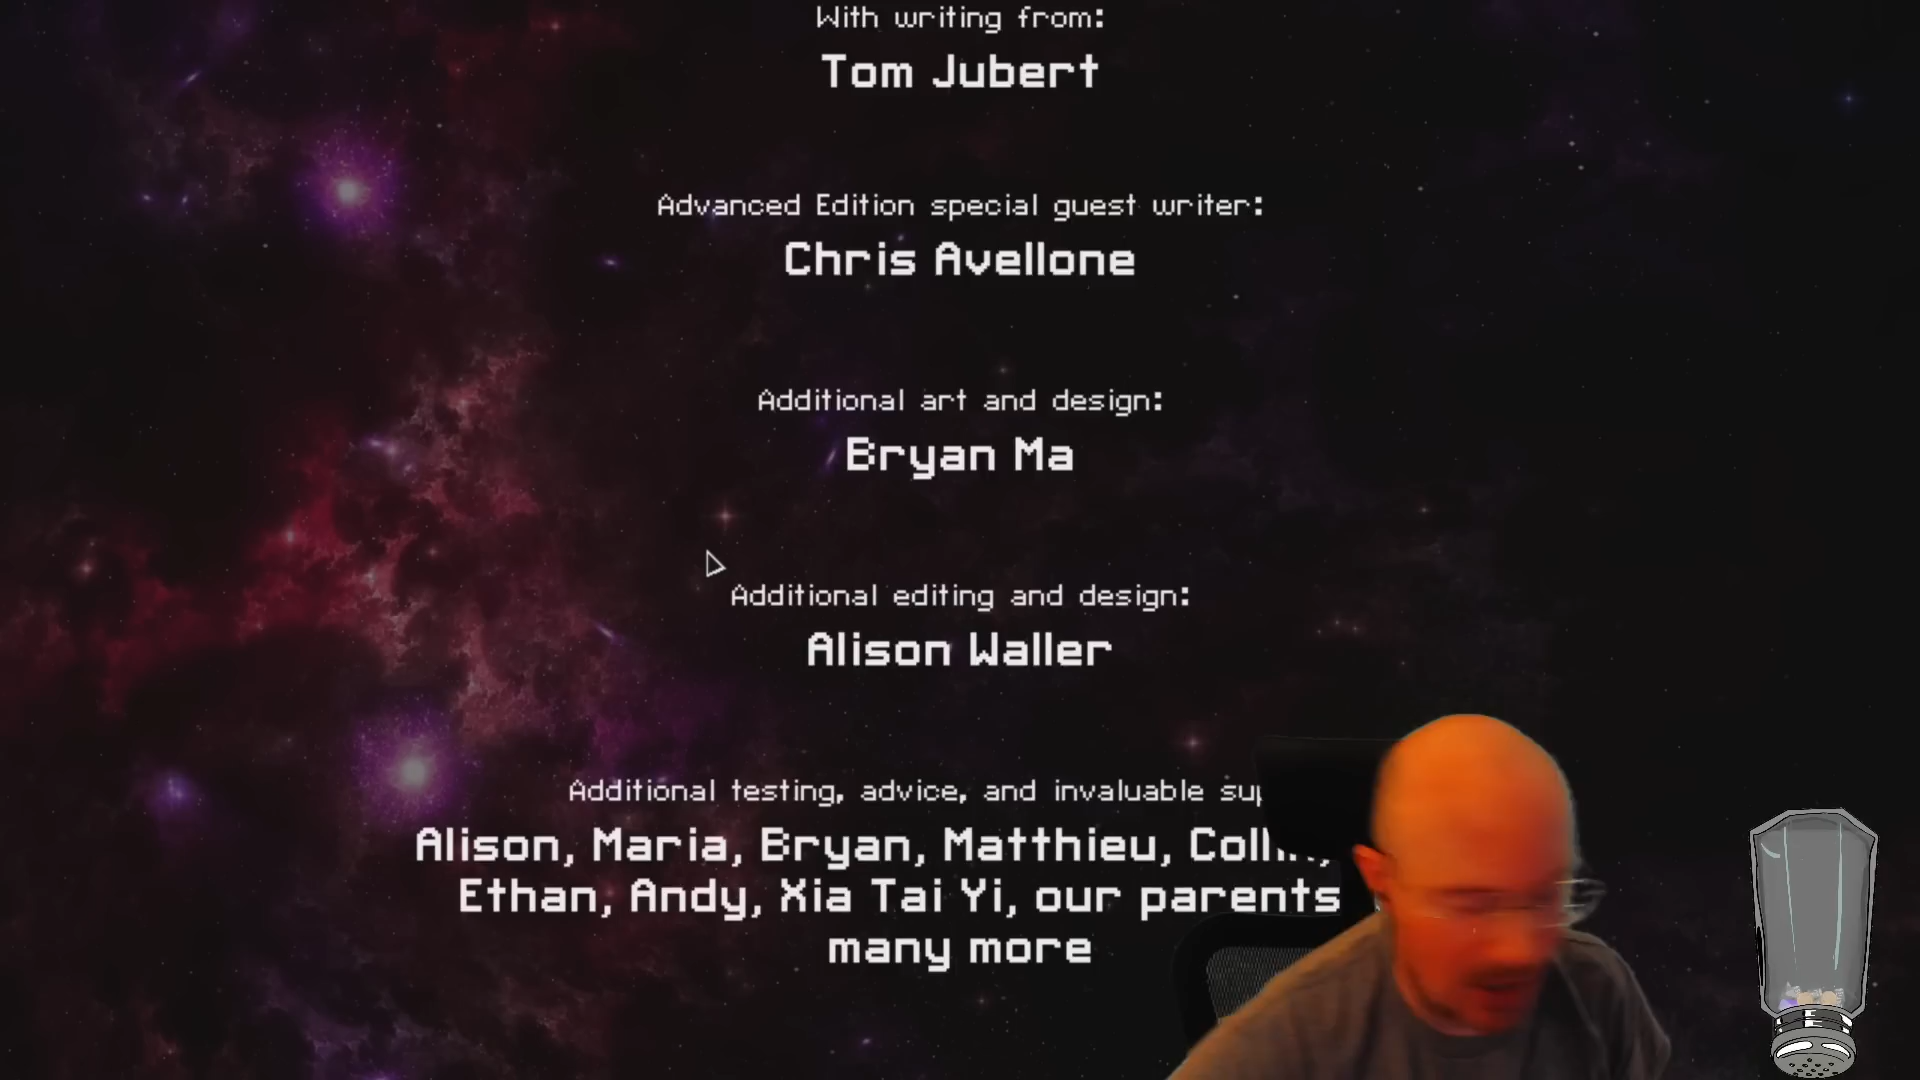 With writing from:
Tom Jubert
Advanced Edition special guest writer:
Chris Avellone
Additional art and design:
Bryan Ma
Additional editing and design:
Alison Waller
Additional testing, advice, and invaluable
Alison, Maria, Bryan, Matthieu,
Ethan, Andy, Xia Tai Yi, our parents
many more